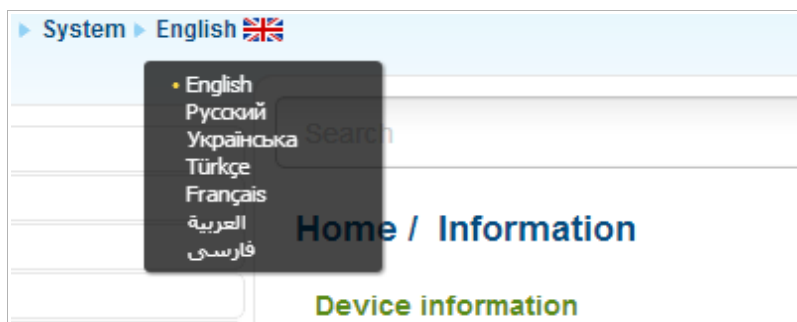 System English
• English
Русский
Українська
Türkçe
Français
العربية
فارسی
Search
Home / Information
Device information